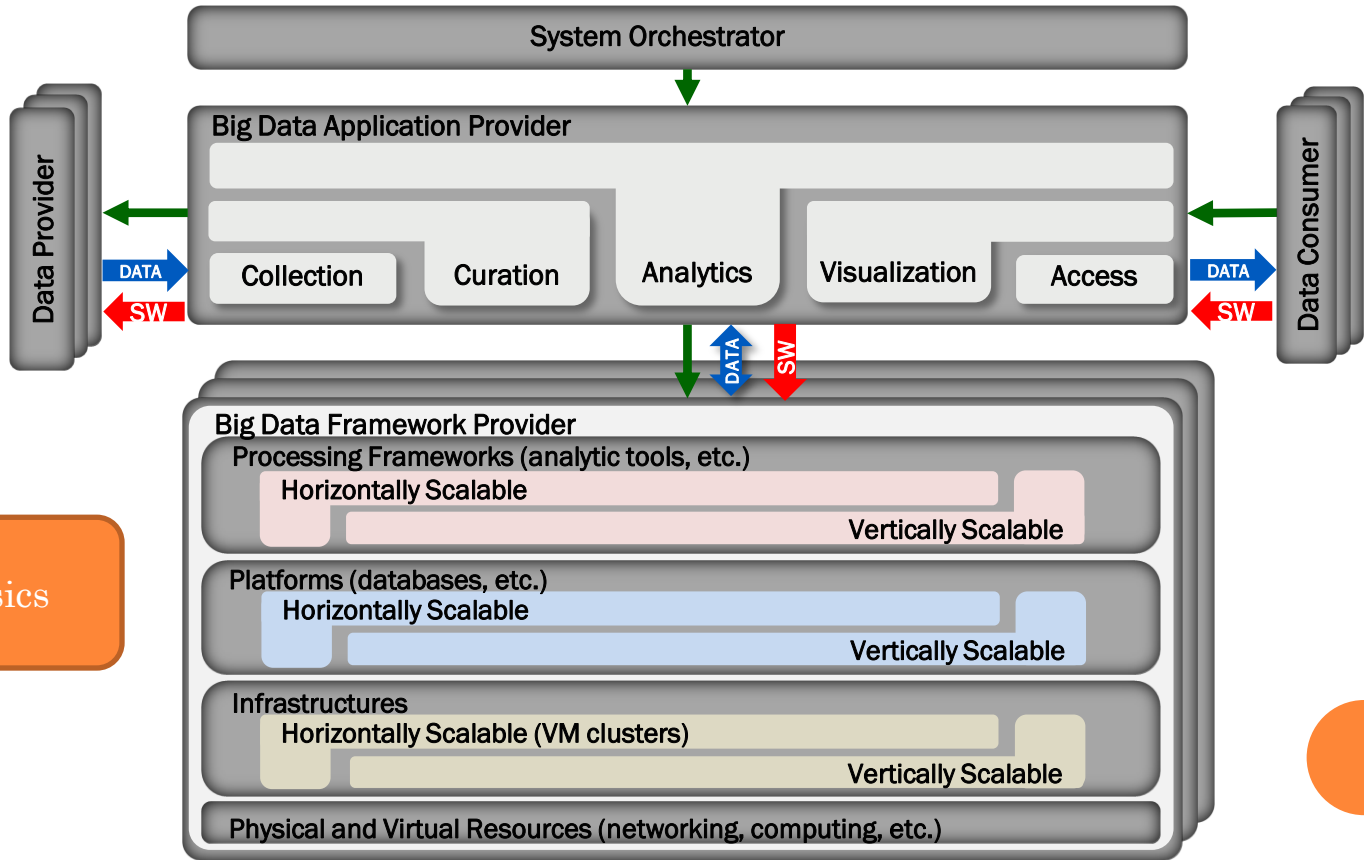 System Orchestrator
Big Data Application Provider
Data Provider
DATA
SW
Collection
Curation
Analytics
Visualization
Access
DATA
SW
Data Consumer
DATA
SW
Big Data Framework Provider
Processing Frameworks (analytic tools, etc.)
Horizontally Scalable
Vertically Scalable
sics
Platforms (databases, etc.)
Horizontally Scalable
Vertically Scalable
Infrastructures
Horizontally Scalable (VM clusters)
Vertically Scalable
Physical and Virtual Resources (networking, computing, etc.)